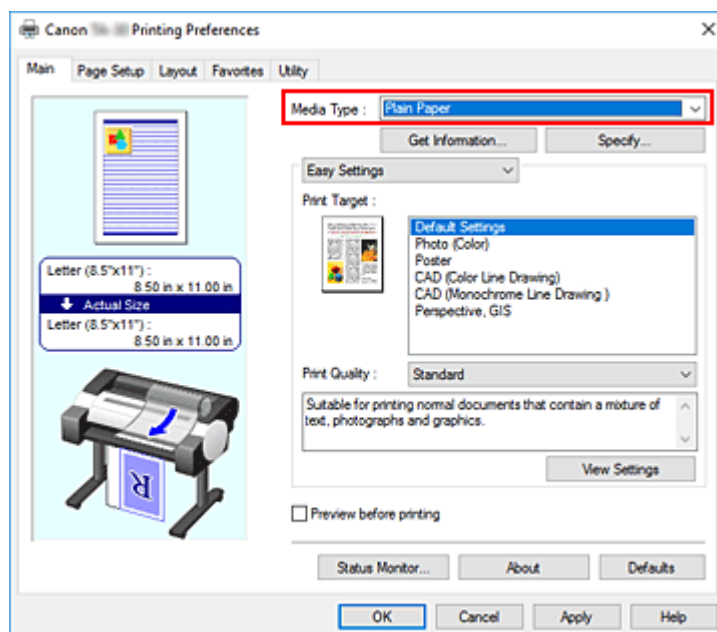 Canon Printing Preferences
Main Page Setup Layout Favorites Utility
Media Type : Plain Paper
Get Information... Specify...
Easy Settings
Print Target :
Default Settings
Photo (Color)
Poster
CAD (Color Line Drawing)
CAD (Monochrome Line Drawing )
Perspective, GIS
Letter (8.5"x11") :
8.50 in x 11.00 in
Actual Size
Letter (8.5"x11") :
8.50 in x 11.00 in
R
Print Quality : Standard
Suitable for printing normal documents that contain a mixture of
text, photographs and graphics.
View Settings
Preview before printing
Status Monitor... About Defaults
OK Cancel Apply Help